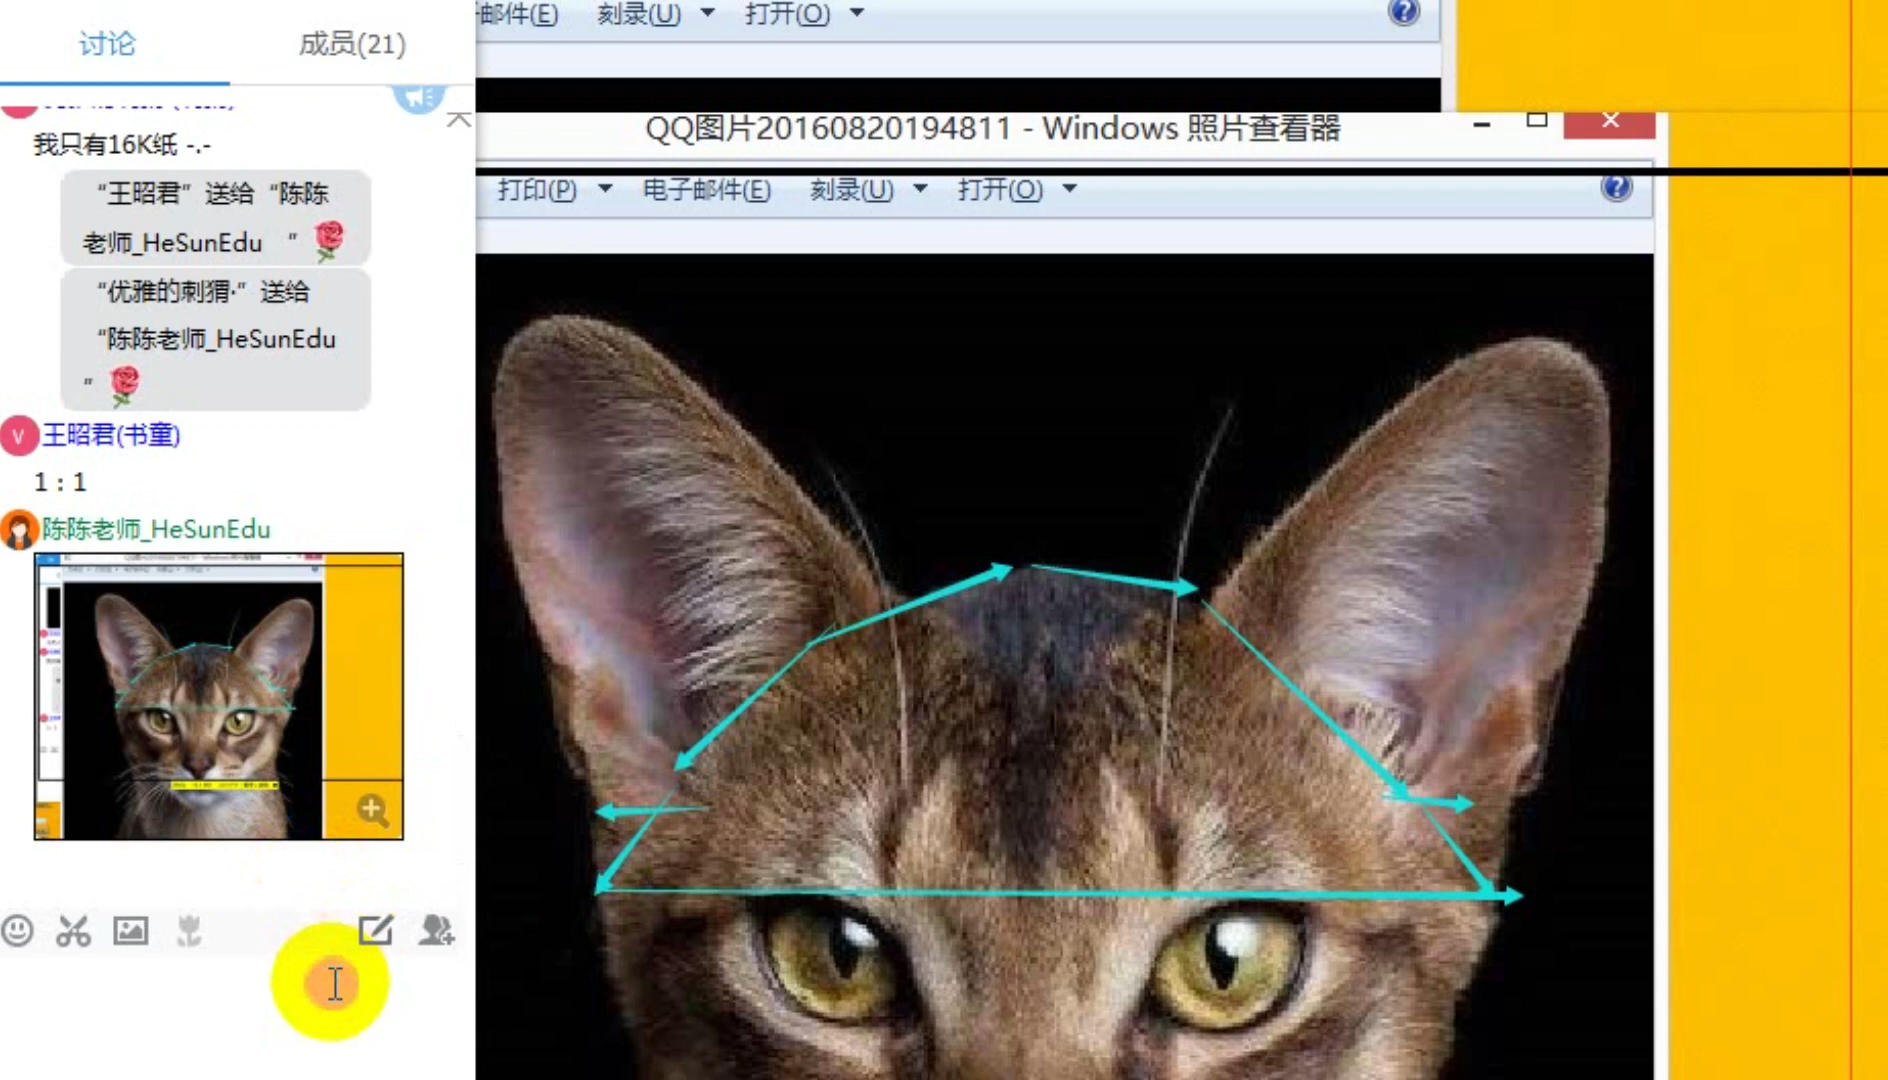 讨论
成员(21)
我只有16K纸 -.-
“王昭君”送给“陈陈
老师_HeSunEdu ”
“优雅的刺猬·”送给
“陈陈老师_HeSunEdu
”
V 王昭君(书童)
1：1
陈陈老师_HeSunEdu
邮件(E) 刻录(U) 打开(O)
QQ图片20160820194811 - Windows 照片查看器
打印(P) 电子邮件(E) 刻录(U) 打开(O)